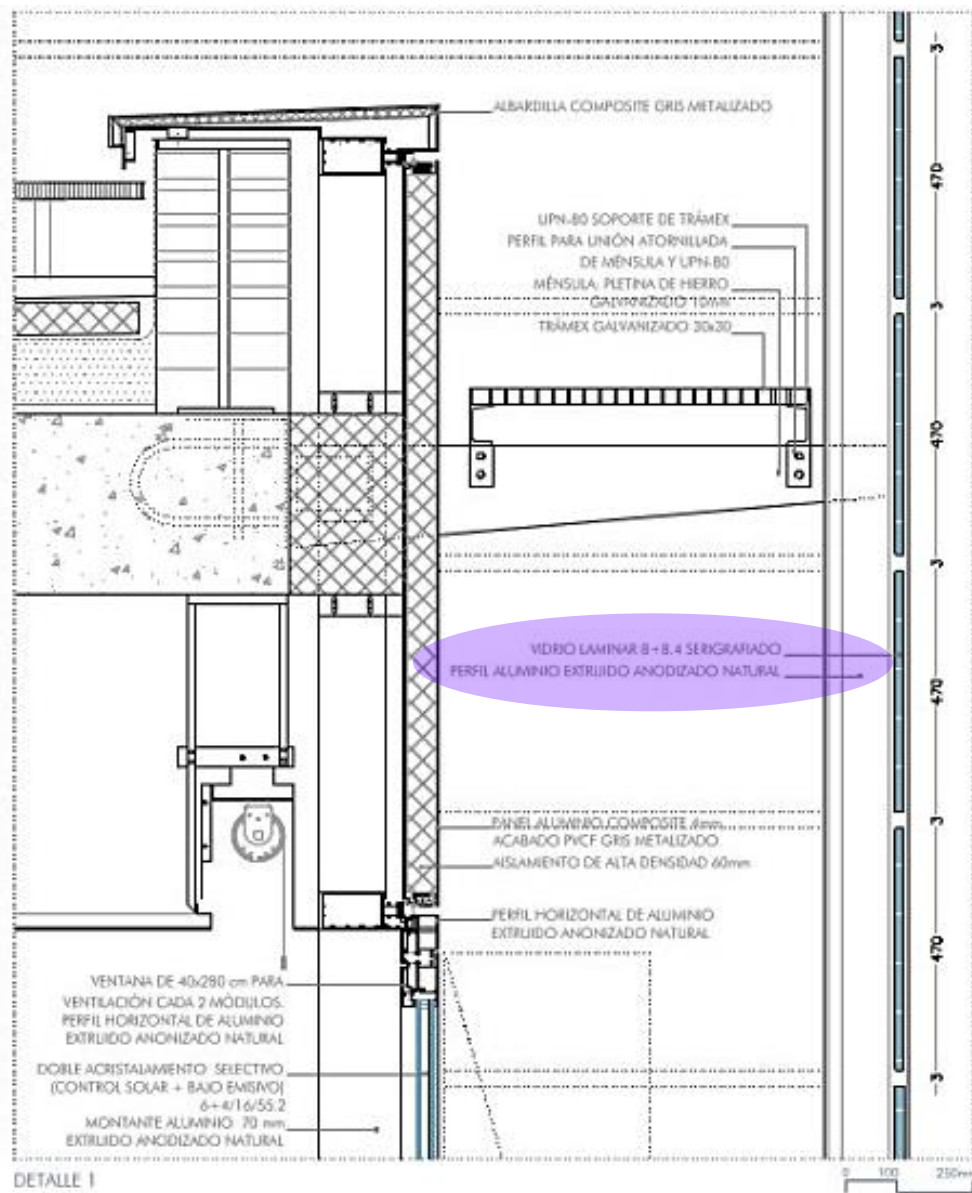 ALBARDILLA COMPOSITE GRIS METALIZADO
UPN-80 SOPORTE DE TRÁMEX
PERFIL PARA UNIÓN ATORNILLADA
DE MÉNSULA Y UPN-80
MÉNSULA: PLETINA DE HIERRO
GALVANIZADO 10mm
TRÁMEX GALVANIZADO 30x30
VIDRIO LAMINAR 8+8.4 SERIGRAFIADO
PERFIL ALUMINIO EXTRUIDO ANODIZADO NATURAL
PANEL ALUMINIO COMPOSITE 4mm
ACABADO PVCF GRIS METALIZADO
AISLAMIENTO DE ALTA DENSIDAD 60mm
PERFIL HORIZONTAL DE ALUMINIO
EXTRUIDO ANONIZADO NATURAL
VENTANA DE 40x280 cm PARA
VENTILACIÓN CADA 2 MÓDULOS.
PERFIL HORIZONTAL DE ALUMINIO
EXTRUIDO ANONIZADO NATURAL
DOBLE ACRISTALAMIENTO SELECTIVO
(CONTROL SOLAR + BAJO EMISIVO)
6+4/16/55.2
MONTANTE ALUMINIO 70 mm
EXTRUIDO ANODIZADO NATURAL
3
470
3
470
3
470
3
470
3
DETALLE 1
0 100 250mm